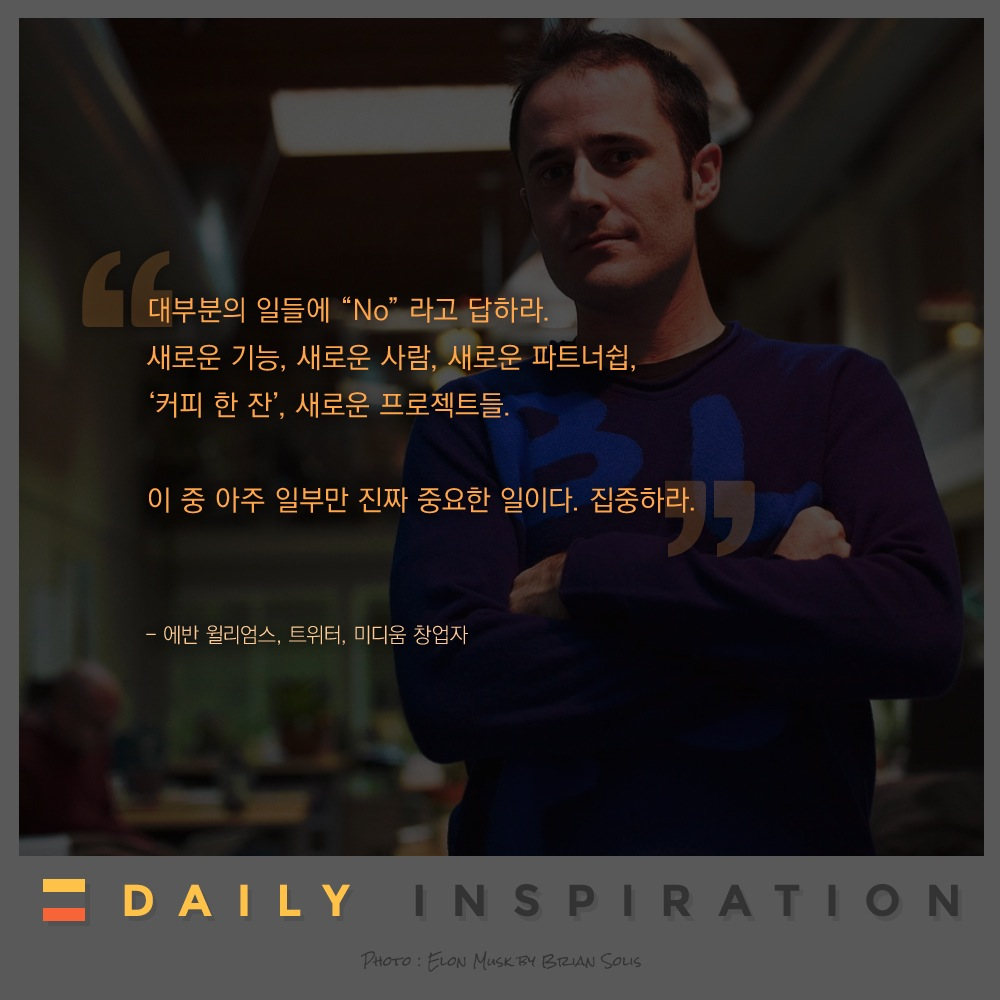 대부분의 일들에 “No” 라고 답하라.
새로운 기능, 새로운 사람, 새로운 파트너쉽,
‘커피 한 잔’, 새로운 프로젝트들.
이 중 아주 일부만 진짜 중요한 일이다. 집중하라.
– 에반 윌리엄스, 트위터, 미디움 창업자
DAILY INSPIRATION
Photo : Elon Musk by Brian Solis